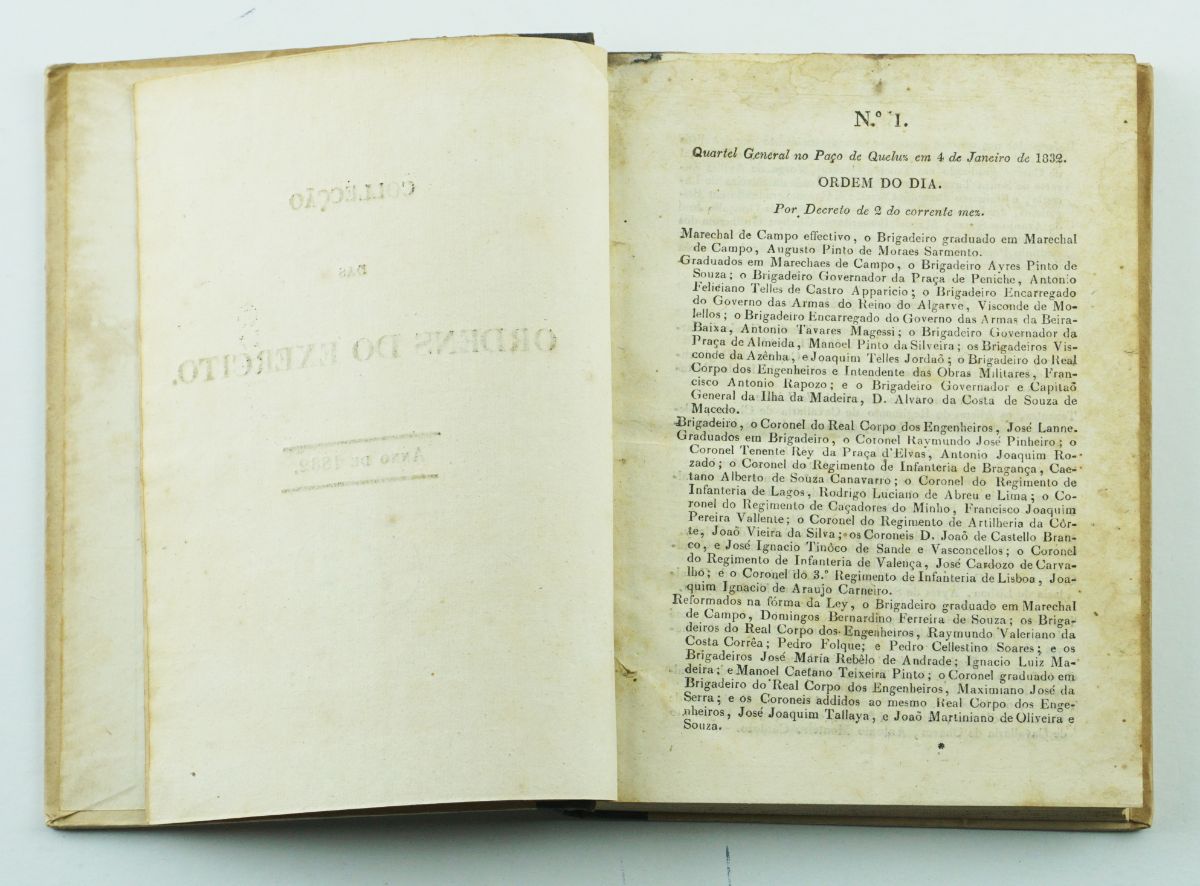 COLLECÇÃO
DAS
ORDENS DO EXERCITO.
ANNO DE 1832.
N.º 1.
Quartel General no Paço de Queluz em 4 de Janeiro de 1832.
ORDEM DO DIA.
Por Decreto de 2 do corrente mez.
Marechal de Campo effectivo, o Brigadeiro graduado em Marechal
de Campo, Augusto Pinto de Moraes Sarmento.
Graduados em Marechaes de Campo, o Brigadeiro Ayres Pinto de
Souza; o Brigadeiro Governador da Praça de Peniche, Antonio
Feliciano Telles de Castro Apparicio; o Brigadeiro Encarregado
do Governo das Armas do Reino do Algarve, Visconde de Mo-
lellos; o Brigadeiro Encarregado do Governo das Armas da Beira-
Baixa, Antonio Tavares Magessi; o Brigadeiro Governador da
Praça de Almeida, Manoel Pinto da Silveira; os Brigadeiros Vis-
conde da Azênha, e Joaquim Telles Jordaõ; o Brigadeiro do Real
Corpo dos Engenheiros e Intendente das Obras Militares, Fran-
cisco Antonio Rapozo; e o Brigadeiro Governador e Capitaõ
General da Ilha da Madeira, D. Alvaro da Costa de Souza de
Macedo.
Brigadeiro, o Coronel do Real Corpo dos Engenheiros, José Lanne.
Graduados em Brigadeiro, o Coronel Raymundo José Pinheiro; o
Coronel Tenente Rey da Praça d'Elvas, Antonio Joaquim Ro-
zado; o Coronel do Regimento de Infanteria de Bragança, Cae-
tano Alberto de Souza Canavarro; o Coronel do Regimento de
Infanteria de Lagos, Rodrigo Luciano de Abreu e Lima; o Co-
ronel do Regimento de Caçadores do Minho, Francisco Joaquim
Pereira Vallente; o Coronel do Regimento de Artilheria da Côr-
te, Joaõ Vieira da Silva; os Coroneis D. Joaõ de Castello Bran-
co, e José Ignacio Tinôco de Sande e Vasconcellos; o Coronel
do Regimento de Infanteria de Valença, José Cardozo de Carva-
lho; e o Coronel do 3.º Regimento de Infanteria de Lisboa, Joa-
quim Ignacio de Araujo Carneiro.
Reformados na fórma da Ley, o Brigadeiro graduado em Marechal
de Campo, Domingos Bernardino Ferreira de Souza; os Briga-
deiros do Real Corpo dos Engenheiros, Raymundo Valeriano da
Costa Corrêa; Pedro Folque; e Pedro Cellestino Soares; e os
Brigadeiros José Maria Rebêlo de Andrade; Ignacio Luiz Ma-
deira; e Manoel Caetano Teixeira Pinto; o Coronel graduado em
Brigadeiro do Real Corpo dos Engenheiros, Maximiano José da
Serra; e os Coroneis addidos ao mesmo Real Corpo dos Enge-
nheiros, José Joaquim Tallaya, e Joaõ Martiniano de Oliveira e
Souza.
*